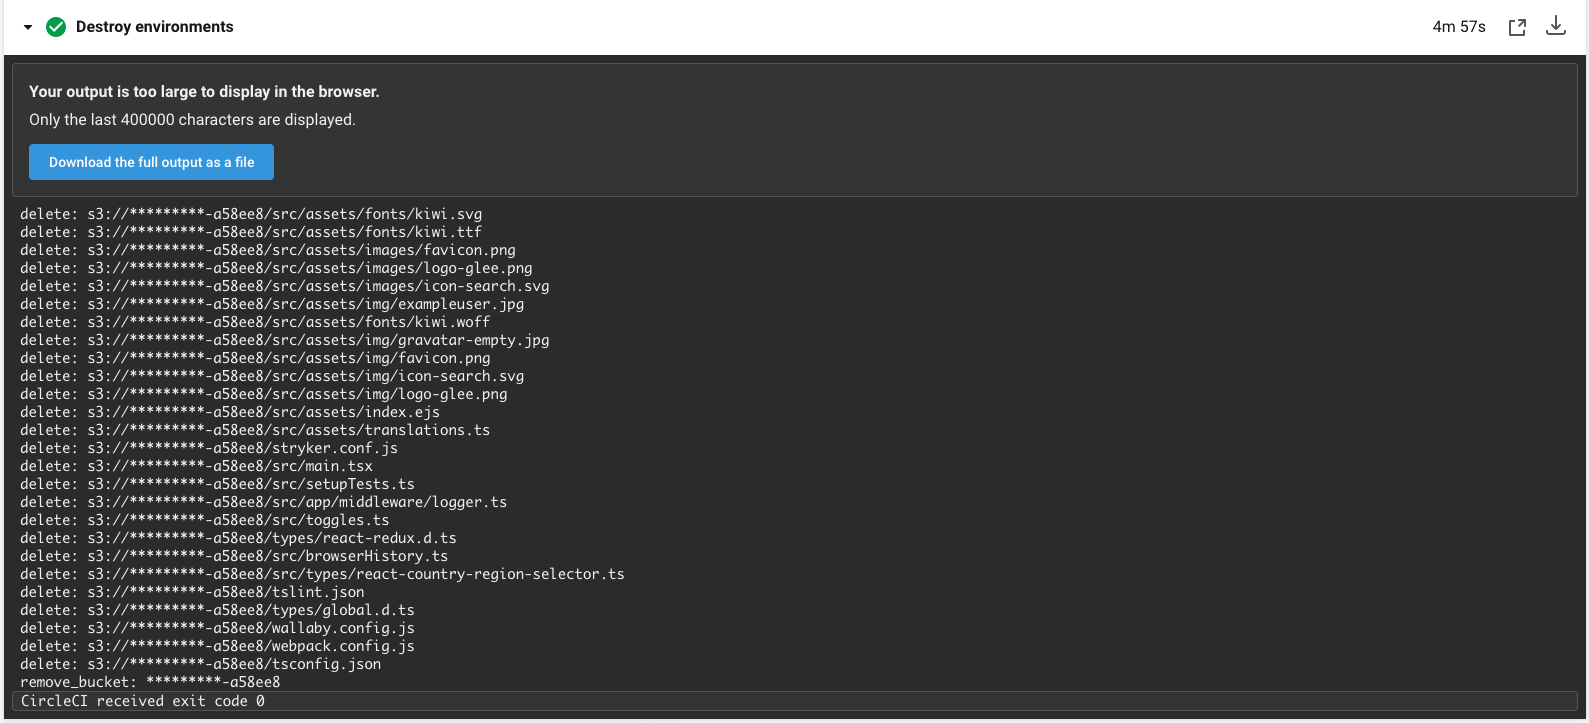 Destroy environments
4m 57s
Your output is too large to display in the browser.
Only the last 400000 characters are displayed.
Download the full output as a file
delete: s3://*********-a58ee8/src/assets/fonts/kiwi.svg
delete: s3://*********-a58ee8/src/assets/fonts/kiwi.ttf
delete: s3://*********-a58ee8/src/assets/images/favicon.png
delete: s3://*********-a58ee8/src/assets/images/logo-glee.png
delete: s3://*********-a58ee8/src/assets/images/icon-search.svg
delete: s3://*********-a58ee8/src/assets/img/exampleuser.jpg
delete: s3://*********-a58ee8/src/assets/fonts/kiwi.woff
delete: s3://*********-a58ee8/src/assets/img/gravatar-empty.jpg
delete: s3://*********-a58ee8/src/assets/img/favicon.png
delete: s3://*********-a58ee8/src/assets/img/icon-search.svg
delete: s3://*********-a58ee8/src/assets/img/logo-glee.png
delete: s3://*********-a58ee8/src/assets/index.ejs
delete: s3://*********-a58ee8/src/assets/translations.ts
delete: s3://*********-a58ee8/stryker.conf.js
delete: s3://*********-a58ee8/src/main.tsx
delete: s3://*********-a58ee8/src/setupTests.ts
delete: s3://*********-a58ee8/src/app/middleware/logger.ts
delete: s3://*********-a58ee8/src/toggles.ts
delete: s3://*********-a58ee8/types/react-redux.d.ts
delete: s3://*********-a58ee8/src/browserHistory.ts
delete: s3://*********-a58ee8/src/types/react-country-region-selector.ts
delete: s3://*********-a58ee8/tslint.json
delete: s3://*********-a58ee8/types/global.d.ts
delete: s3://*********-a58ee8/wallaby.config.js
delete: s3://*********-a58ee8/webpack.config.js
delete: s3://*********-a58ee8/tsconfig.json
remove_bucket: *********-a58ee8
CircleCI received exit code 0